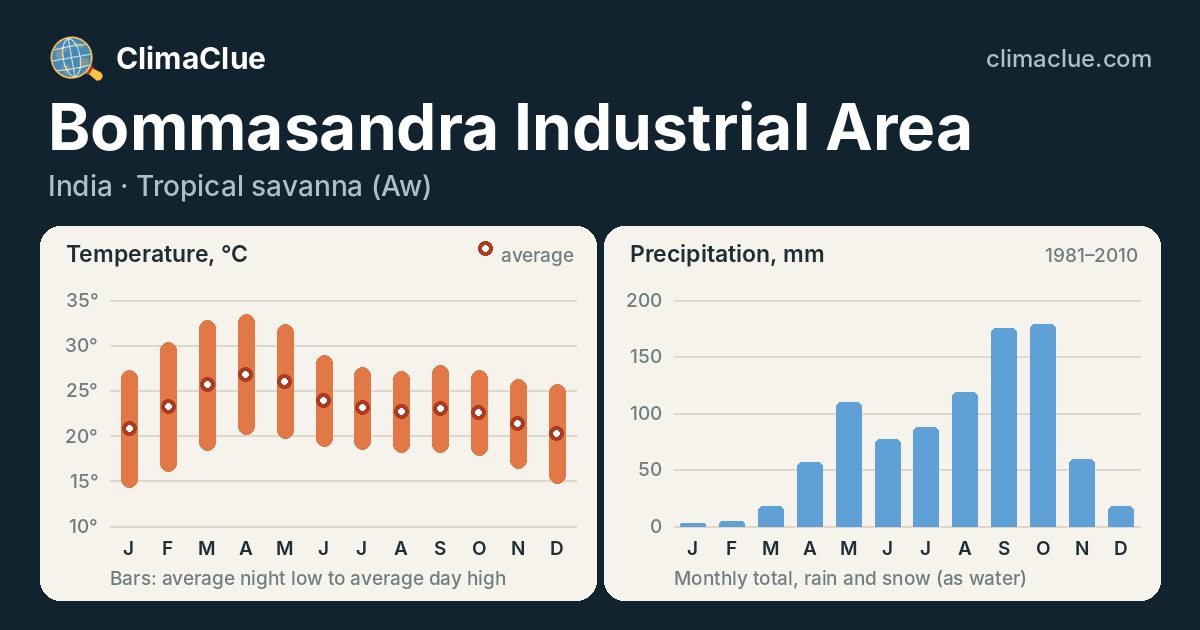 ClimaClue
climaclue.com
Bommasandra Industrial Area
India · Tropical savanna (Aw)
Temperature, °C
average
35°
30°
25°
20°
15°
10°
J F M A M J J A S O N D
Bars: average night low to average day high
Precipitation, mm
1981–2010
200
150
100
50
0
J F M A M J J A S O N D
Monthly total, rain and snow (as water)